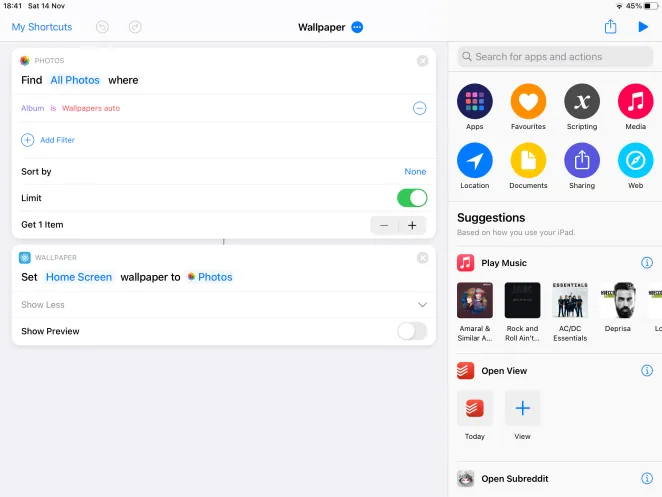 18:41 Sat 14 Nov 45%
My Shortcuts Wallpaper
PHOTOS
Find All Photos where
Album is Wallpapers auto
Add Filter
Sort by None
Limit
Get 1 Item
WALLPAPER
Set Home Screen wallpaper to Photos
Show Less
Show Preview
Search for apps and actions
Apps Favourites Scripting Media
Location Documents Sharing Web
Suggestions
Based on how you use your iPad.
Play Music
ESSENTIALS
Amaral & Rock and AC/DC Deprisa
Similar A... Roll Ain't... Essentials
Open View
Today View
Open Subreddit